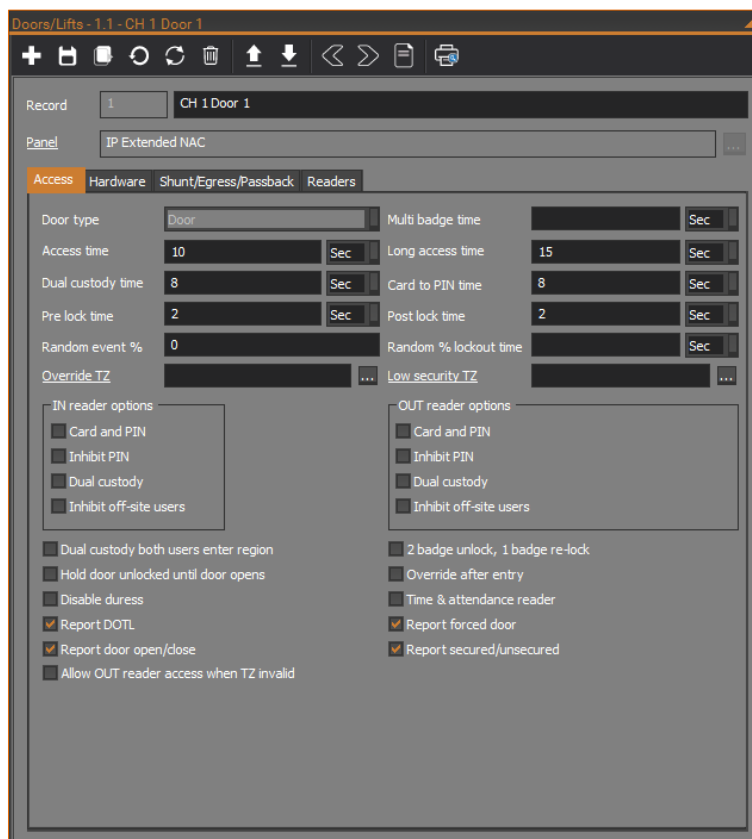 Doors/Lifts - 1.1 - CH 1 Door 1
Record 1 CH 1 Door 1
Panel IP Extended NAC ...
Access Hardware Shunt/Egress/Passback Readers
Door type Door Multi badge time Sec
Access time 10 Sec Long access time 15 Sec
Dual custody time 8 Sec Card to PIN time 8 Sec
Pre lock time 2 Sec Post lock time 2 Sec
Random event % 0 Random % lockout time Sec
Override TZ ... Low security TZ ...
IN reader options OUT reader options
Card and PIN Card and PIN
Inhibit PIN Inhibit PIN
Dual custody Dual custody
Inhibit off-site users Inhibit off-site users
Dual custody both users enter region 2 badge unlock, 1 badge re-lock
Hold door unlocked until door opens Override after entry
Disable duress Time & attendance reader
Report DOTL Report forced door
Report door open/close Report secured/unsecured
Allow OUT reader access when TZ invalid